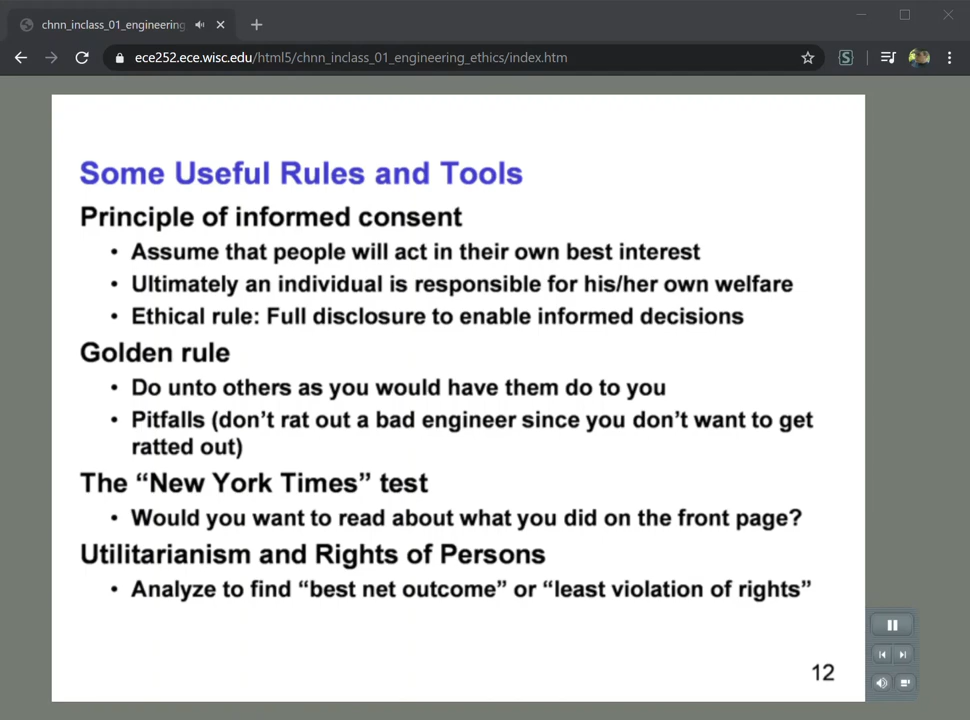 chnn_inclass_01_engineering
ece252.ece.wisc.edu/html5/chnn_inclass_01_engineering_ethics/index.htm
S
Some Useful Rules and Tools
Principle of informed consent
• Assume that people will act in their own best interest
• Ultimately an individual is responsible for his/her own welfare
• Ethical rule: Full disclosure to enable informed decisions
Golden rule
• Do unto others as you would have them do to you
• Pitfalls (don’t rat out a bad engineer since you don’t want to get
ratted out)
The “New York Times” test
• Would you want to read about what you did on the front page?
Utilitarianism and Rights of Persons
• Analyze to find “best net outcome” or “least violation of rights”
12